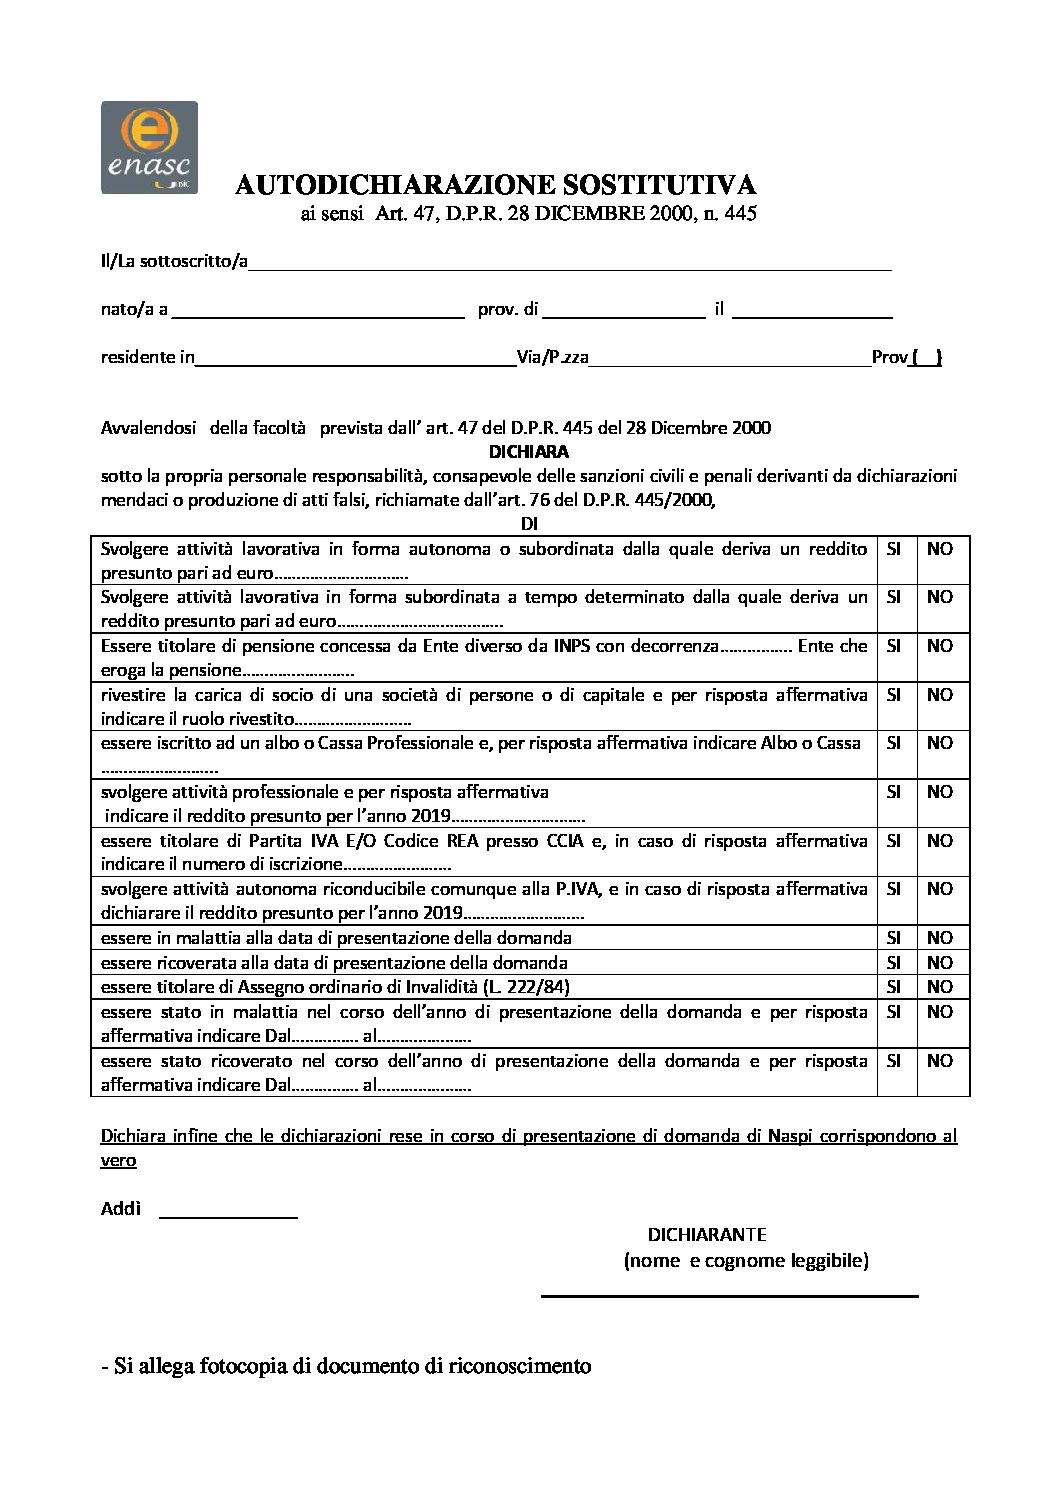 enasc
AUTODICHIARAZIONE SOSTITUTIVA
ai sensi Art. 47, D.P.R. 28 DICEMBRE 2000, n. 445
Il/La sottoscritto/a________________________________________________________________
nato/a a _____________________________ prov. di ________________ il ________________
residente in________________________________Via/P.zza____________________________Prov ( )
Avvalendosi della facoltà prevista dall’ art. 47 del D.P.R. 445 del 28 Dicembre 2000
DICHIARA
sotto la propria personale responsabilità, consapevole delle sanzioni civili e penali derivanti da dichiarazioni
mendaci o produzione di atti falsi, richiamate dall’art. 76 del D.P.R. 445/2000,
DI
Svolgere attività lavorativa in forma autonoma o subordinata dalla quale deriva un reddito SI NO
presunto pari ad euro…………………………
Svolgere attività lavorativa in forma subordinata a tempo determinato dalla quale deriva un SI NO
reddito presunto pari ad euro……………………………….
Essere titolare di pensione concessa da Ente diverso da INPS con decorrenza……………. Ente che SI NO
eroga la pensione…………………….
rivestire la carica di socio di una società di persone o di capitale e per risposta affermativa SI NO
indicare il ruolo rivestito……………………..
essere iscritto ad un albo o Cassa Professionale e, per risposta affermativa indicare Albo o Cassa SI NO
……………………..
svolgere attività professionale e per risposta affermativa SI NO
indicare il reddito presunto per l’anno 2019…………………………
essere titolare di Partita IVA E/O Codice REA presso CCIA e, in caso di risposta affermativa SI NO
indicare il numero di iscrizione……………………
svolgere attività autonoma riconducibile comunque alla P.IVA, e in caso di risposta affermativa SI NO
dichiarare il reddito presunto per l’anno 2019………………………
essere in malattia alla data di presentazione della domanda SI NO
essere ricoverata alla data di presentazione della domanda SI NO
essere titolare di Assegno ordinario di Invalidità (L. 222/84) SI NO
essere stato in malattia nel corso dell’anno di presentazione della domanda e per risposta SI NO
affermativa indicare Dal…………… al…………………
essere stato ricoverato nel corso dell’anno di presentazione della domanda e per risposta SI NO
affermativa indicare Dal…………… al…………………
Dichiara infine che le dichiarazioni rese in corso di presentazione di domanda di Naspi corrispondono al
vero
Addì ______________
DICHIARANTE
(nome e cognome leggibile)
- Si allega fotocopia di documento di riconoscimento